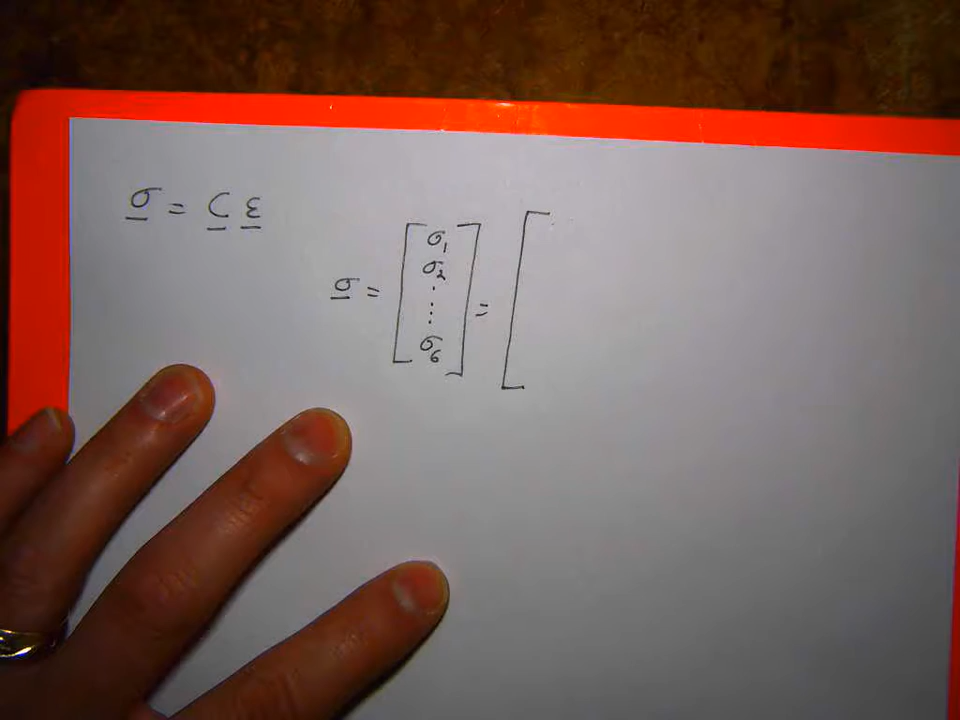 σ = C ε
σ = [ σ1 σ2 ⋮ σ6 ] = [